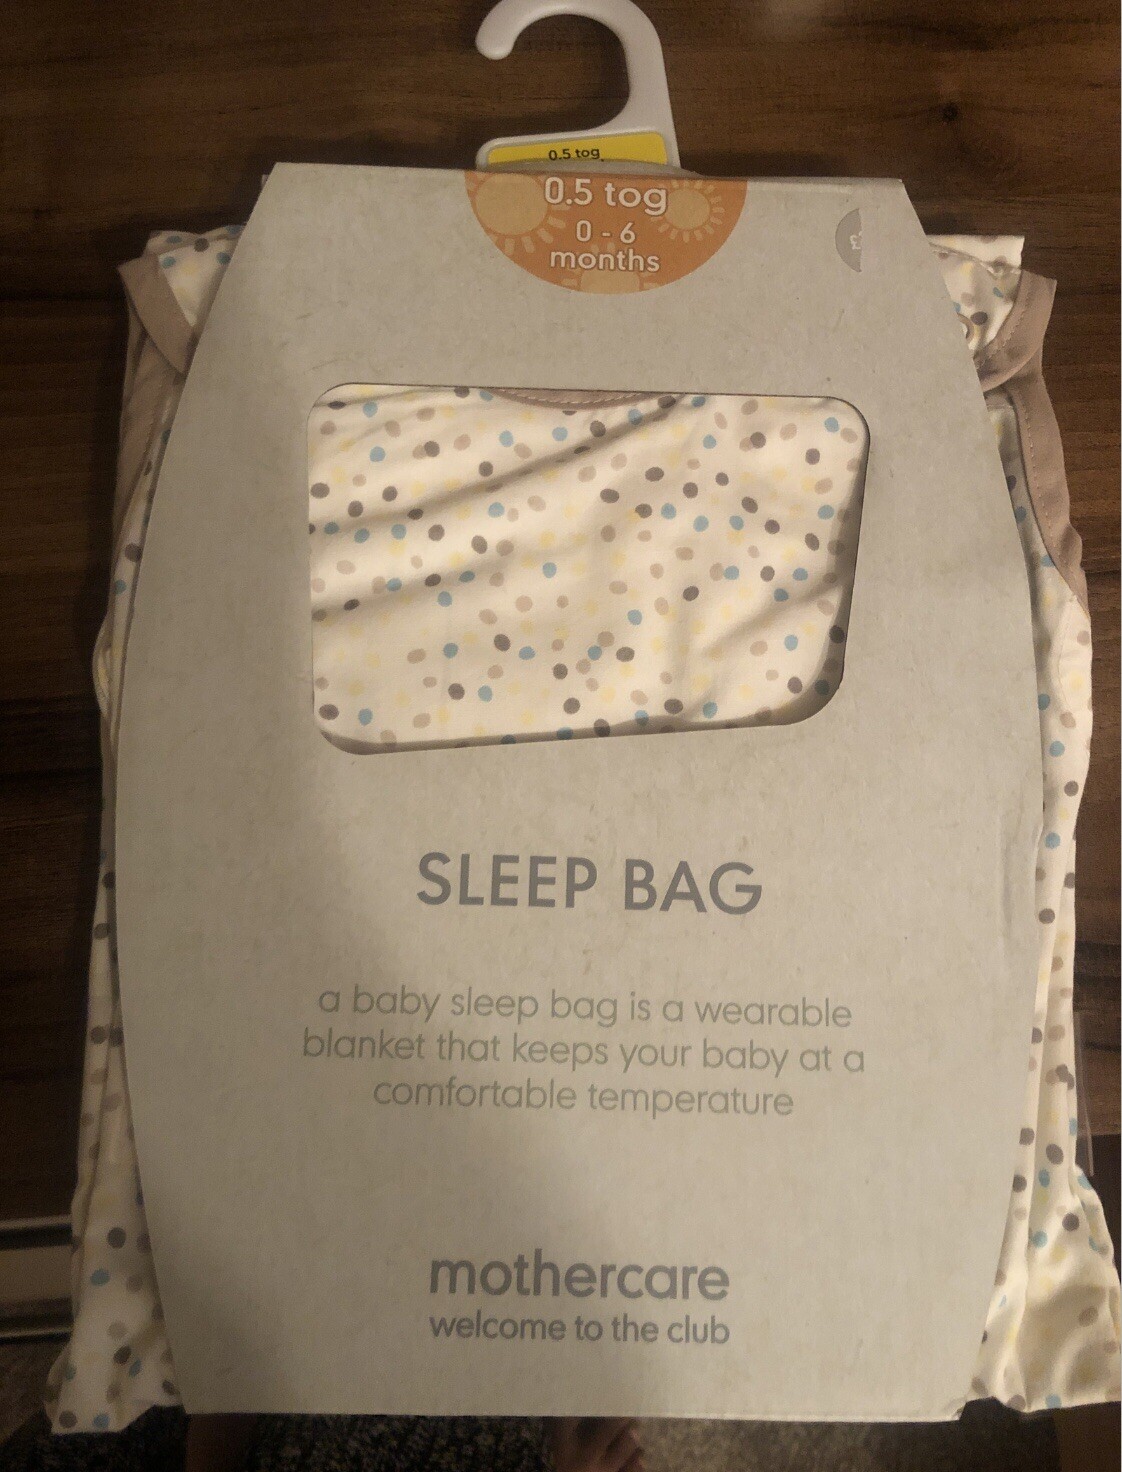 0.5 tog
0.5 tog
0 - 6
months
SLEEP BAG
a baby sleep bag is a wearable
blanket that keeps your baby at a
comfortable temperature
mothercare
welcome to the club